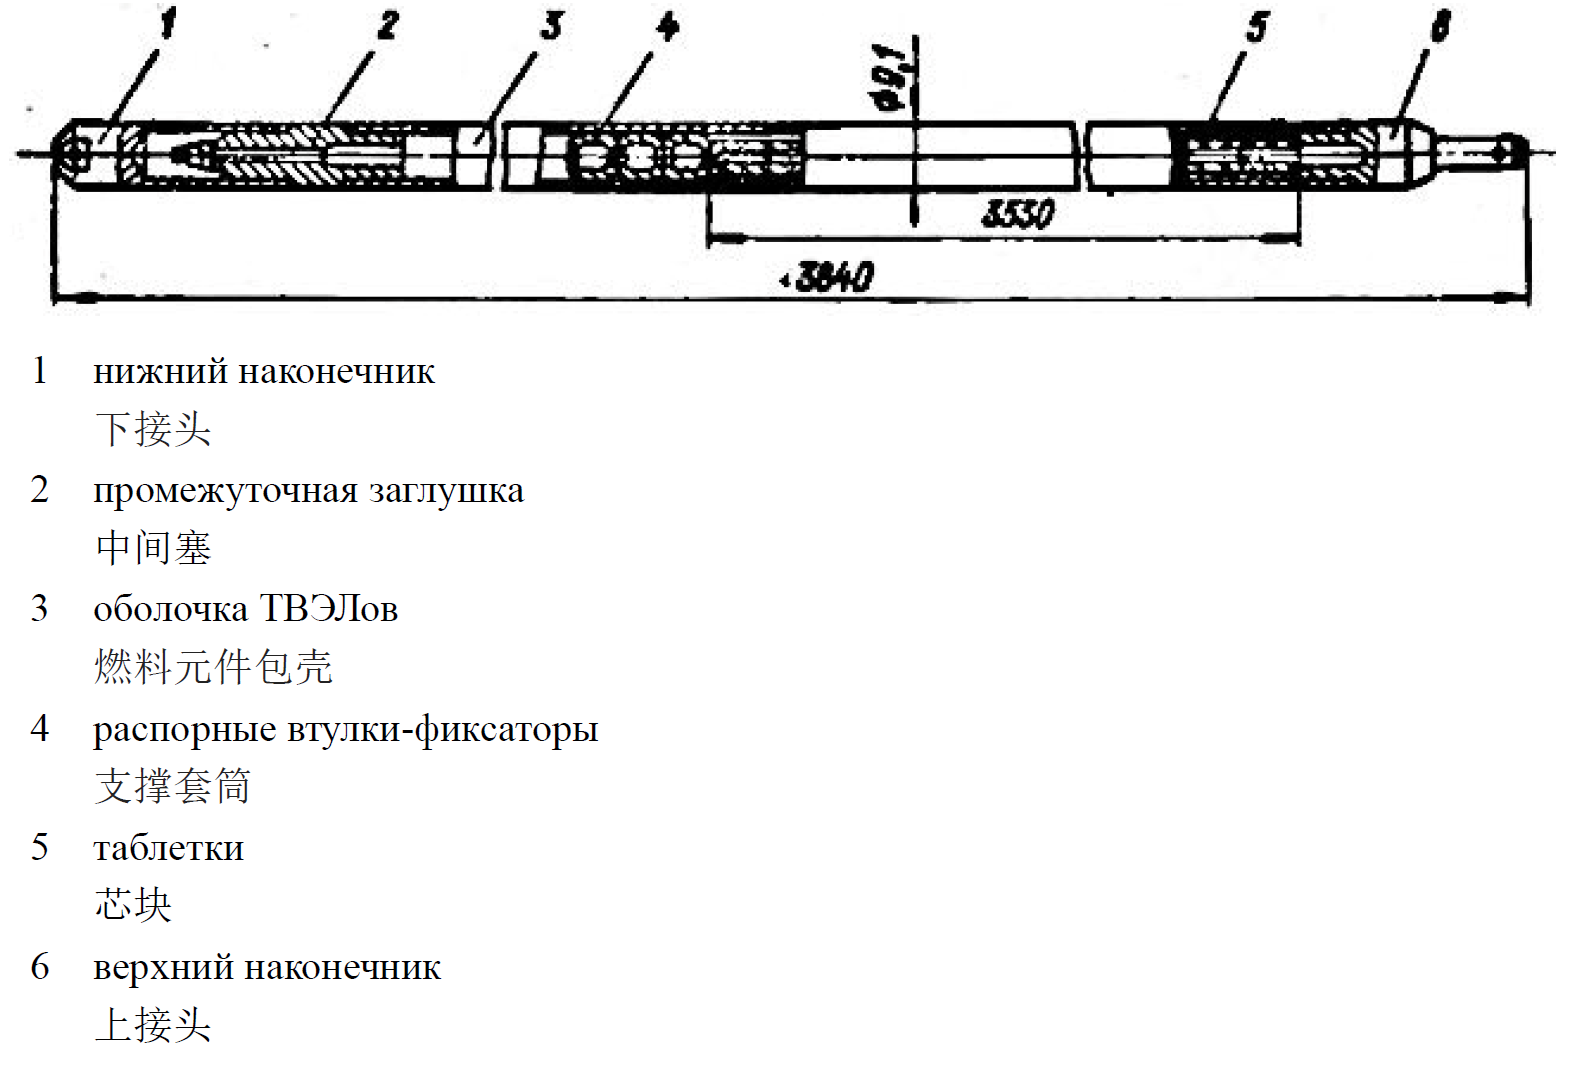 1 2 3 4 ϕ9,1 5 6
3530
3840
1 нижний наконечник
下接头
2 промежуточная заглушка
中间塞
3 оболочка ТВЭЛов
燃料元件包壳
4 распорные втулки-фиксаторы
支撑套筒
5 таблетки
芯块
6 верхний наконечник
上接头